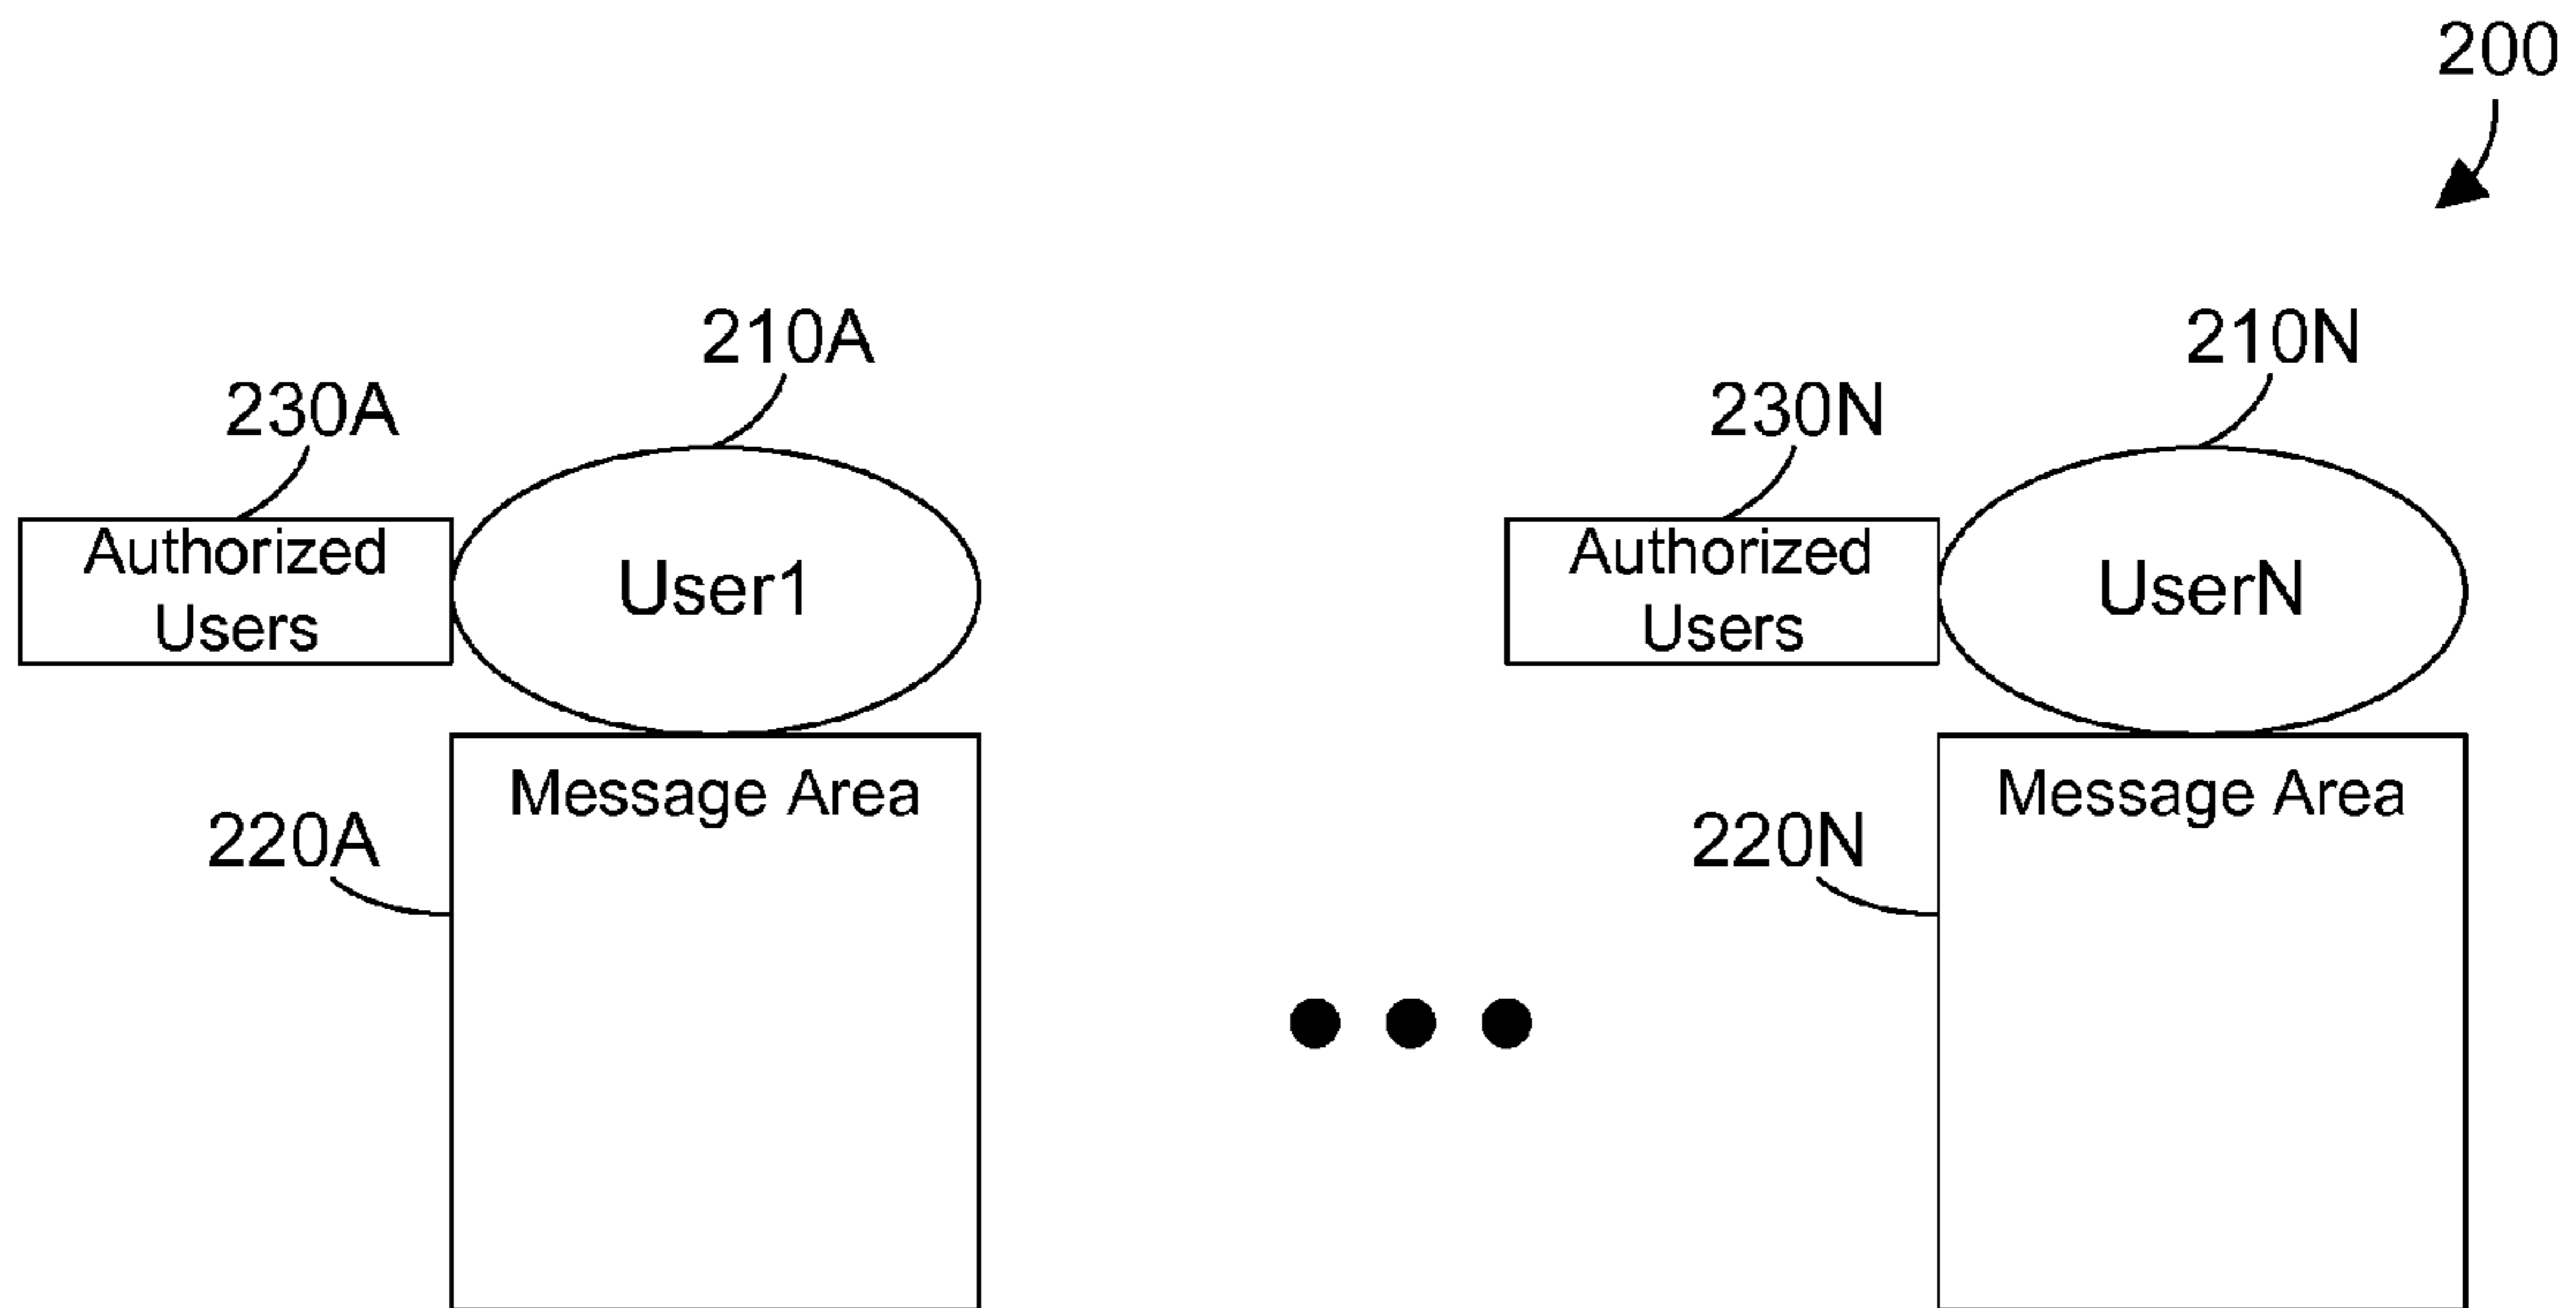 200
210A
210N
230A
230N
Authorized
Users
User1
Authorized
Users
UserN
Message Area
Message Area
220A
220N